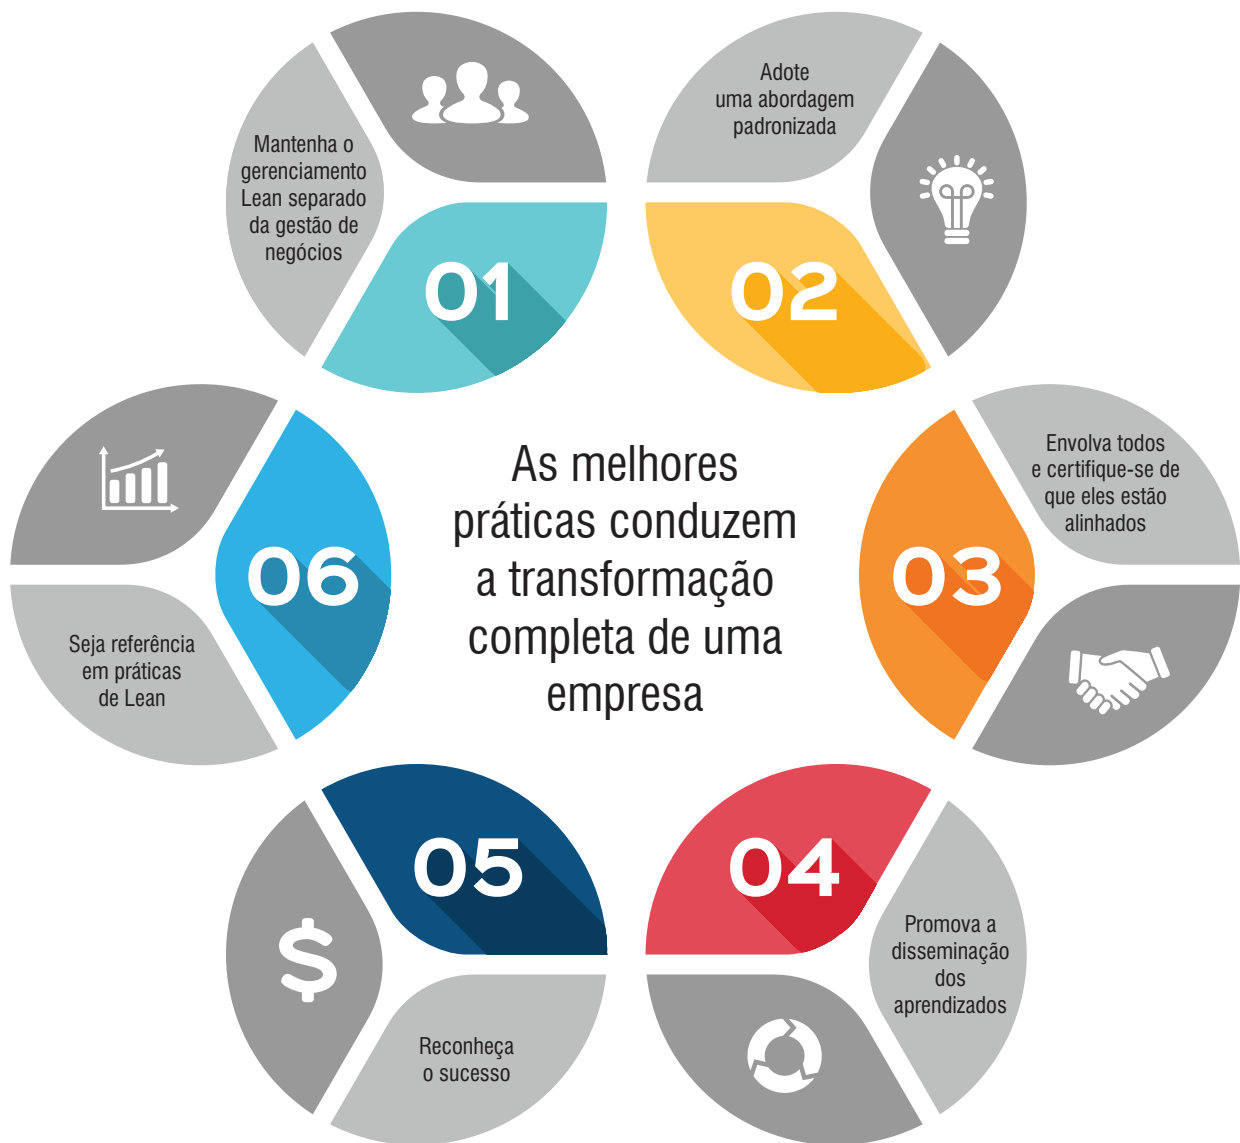 Mantenha o
gerenciamento
Lean separado
da gestão de
negócios
01
Adote
uma abordagem
padronizada
02
Envolva todos
e certifique-se de
que eles estão
alinhados
03
As melhores
práticas conduzem
a transformação
completa de uma
empresa
04
Promova a
disseminação
dos
aprendizados
05
Reconheça
o sucesso
$
06
Seja referência
em práticas
de Lean